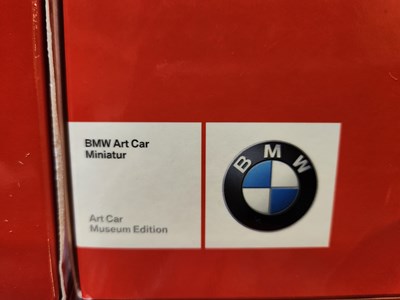 BMW Art Car
Miniatur
Art Car
Museum Edition
BMW